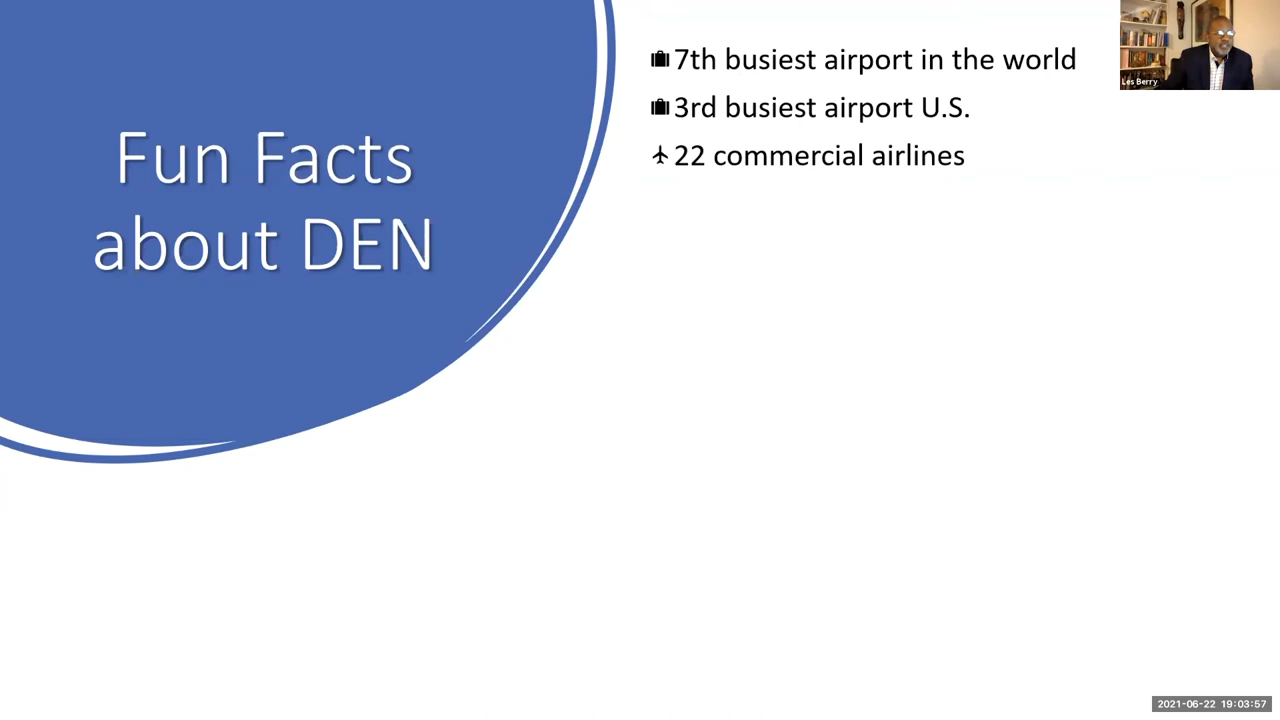 Fun Facts
about DEN
7th busiest airport in the world
3rd busiest airport U.S.
22 commercial airlines
Les Berry
2021-06-22 19:03:57